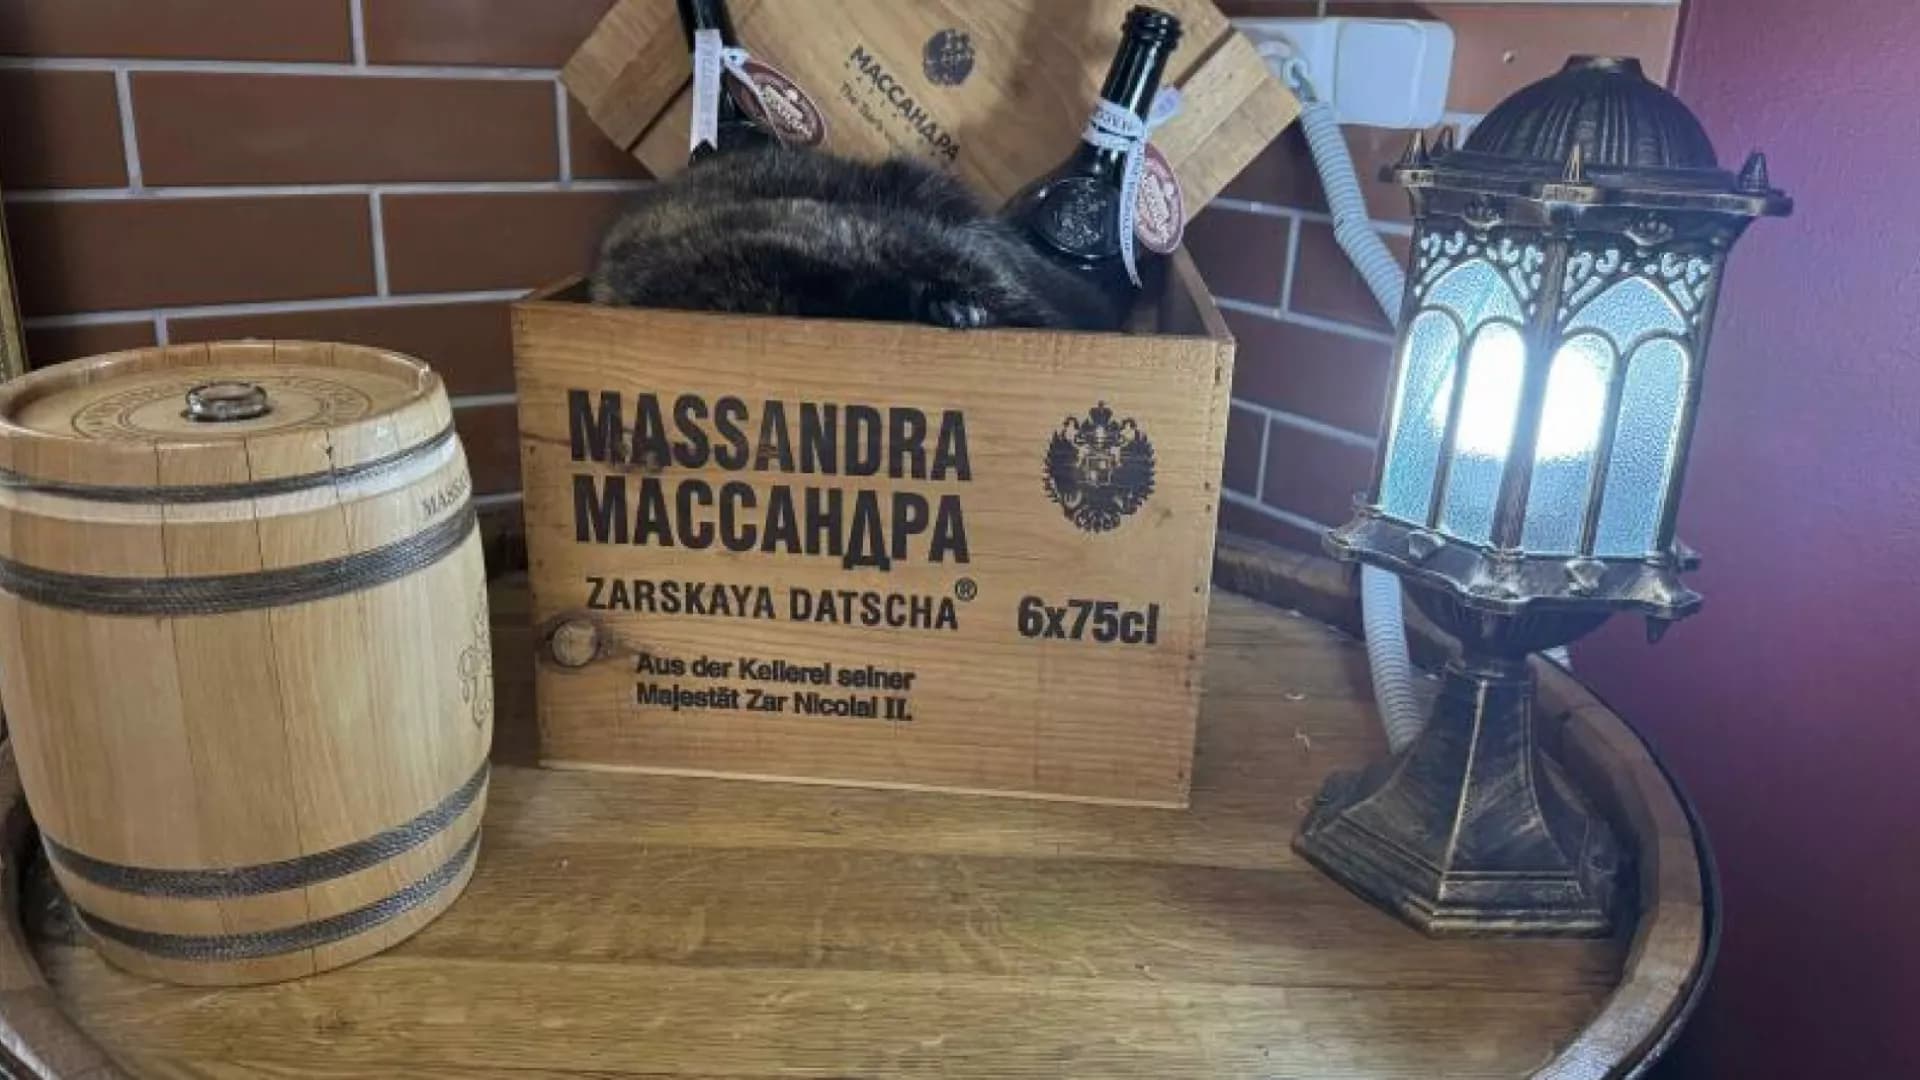 МАССАНДРА
MASSANDRA
МАССАНДРА
ZARSKAYA DATSCHA®
6x75cl
Aus der Kellerei seiner
Majestät Zar Nicolai II.